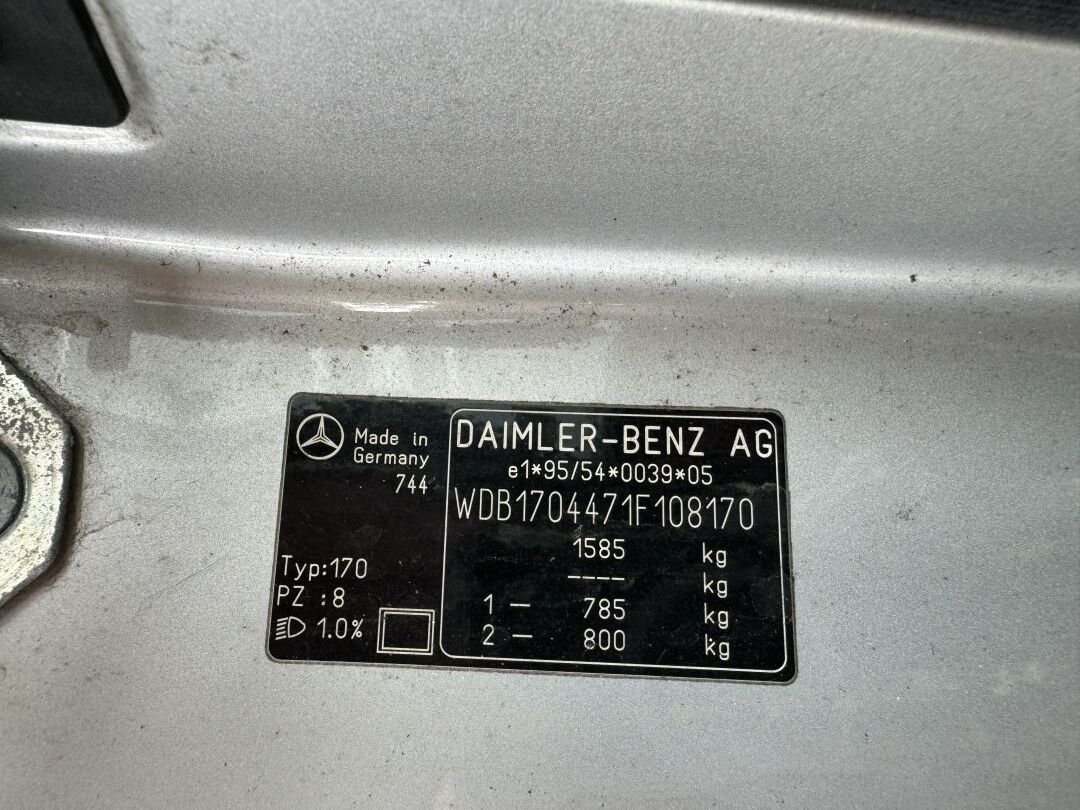 Made in
Germany
744
Typ:170
PZ :8
1.0%
DAIMLER-BENZ AG
e1*95/54*0039*05
WDB1704471F108170
1585 kg
---- kg
1 – 785 kg
2 – 800 kg